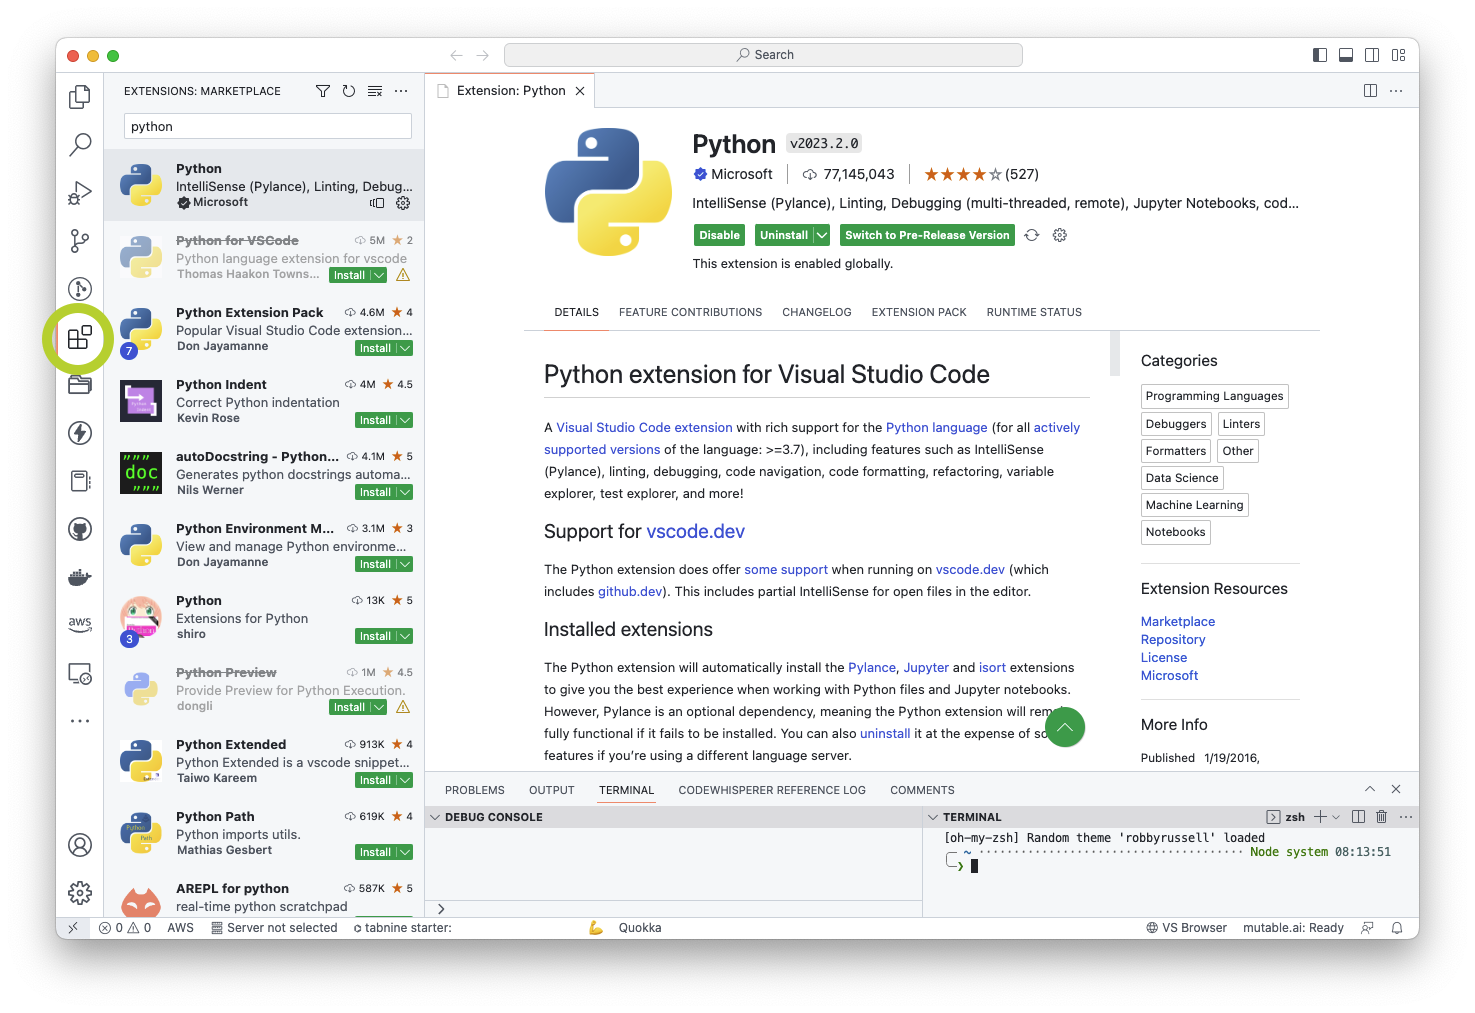 Search
EXTENSIONS: MARKETPLACE
python
Python
IntelliSense (Pylance), Linting, Debug...
Microsoft
Python for VSCode 5M 2
Python language extension for vscode
Thomas Haakon Towns... Install
Python Extension Pack 4.6M 4
Popular Visual Studio Code extension...
Don Jayamanne Install
7
Python Indent 4M 4.5
Correct Python indentation
Kevin Rose Install
autoDocstring - Python... 4.1M 5
Generates python docstrings automa...
Nils Werner Install
""" doc """
Python Environment M... 3.1M 3
View and manage Python environme...
Don Jayamanne Install
Python 13K 5
Extensions for Python
shiro Install
3
Python Preview 1M 4.5
Provide Preview for Python Execution.
dongli Install
Python Extended 913K 4
Python Extended is a vscode snippet...
Taiwo Kareem Install
Python Path 619K 4
Python imports utils.
Mathias Gesbert Install
AREPL for python 587K 5
real-time python scratchpad
aws
Extension: Python
Python v2023.2.0
Microsoft 77,145,043 (527)
IntelliSense (Pylance), Linting, Debugging (multi-threaded, remote), Jupyter Notebooks, cod...
Disable Uninstall Switch to Pre-Release Version
This extension is enabled globally.
DETAILS FEATURE CONTRIBUTIONS CHANGELOG EXTENSION PACK RUNTIME STATUS
Python extension for Visual Studio Code
A Visual Studio Code extension with rich support for the Python language (for all actively
supported versions of the language: >=3.7), including features such as IntelliSense
(Pylance), linting, debugging, code navigation, code formatting, refactoring, variable
explorer, test explorer, and more!
Support for vscode.dev
The Python extension does offer some support when running on vscode.dev (which
includes github.dev). This includes partial IntelliSense for open files in the editor.
Installed extensions
The Python extension will automatically install the Pylance, Jupyter and isort extensions
to give you the best experience when working with Python files and Jupyter notebooks.
However, Pylance is an optional dependency, meaning the Python extension will
fully functional if it fails to be installed. You can also uninstall it at the expense of
features if you're using a different language server.
Categories
Programming Languages
Debuggers Linters
Formatters Other
Data Science
Machine Learning
Notebooks
Extension Resources
Marketplace
Repository
License
Microsoft
More Info
Published 1/19/2016,
PROBLEMS OUTPUT TERMINAL CODEWHISPERER REFERENCE LOG COMMENTS
DEBUG CONSOLE
TERMINAL zsh
[oh-my-zsh] Random theme 'robbyrussell' loaded
~ Node system 08:13:51
0 0 AWS Server not selected tabnine starter: Quokka VS Browser mutable.ai: Ready